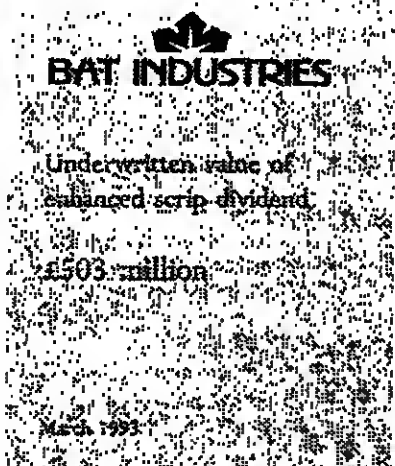 BAT INDUSTRIES
Underwritten value of
enhanced scrip dividend
£503 million
March 1993